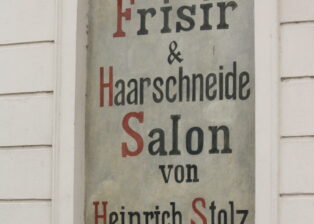 Frisir
&
Haarschneide
Salon
von
Heinrich Stolz